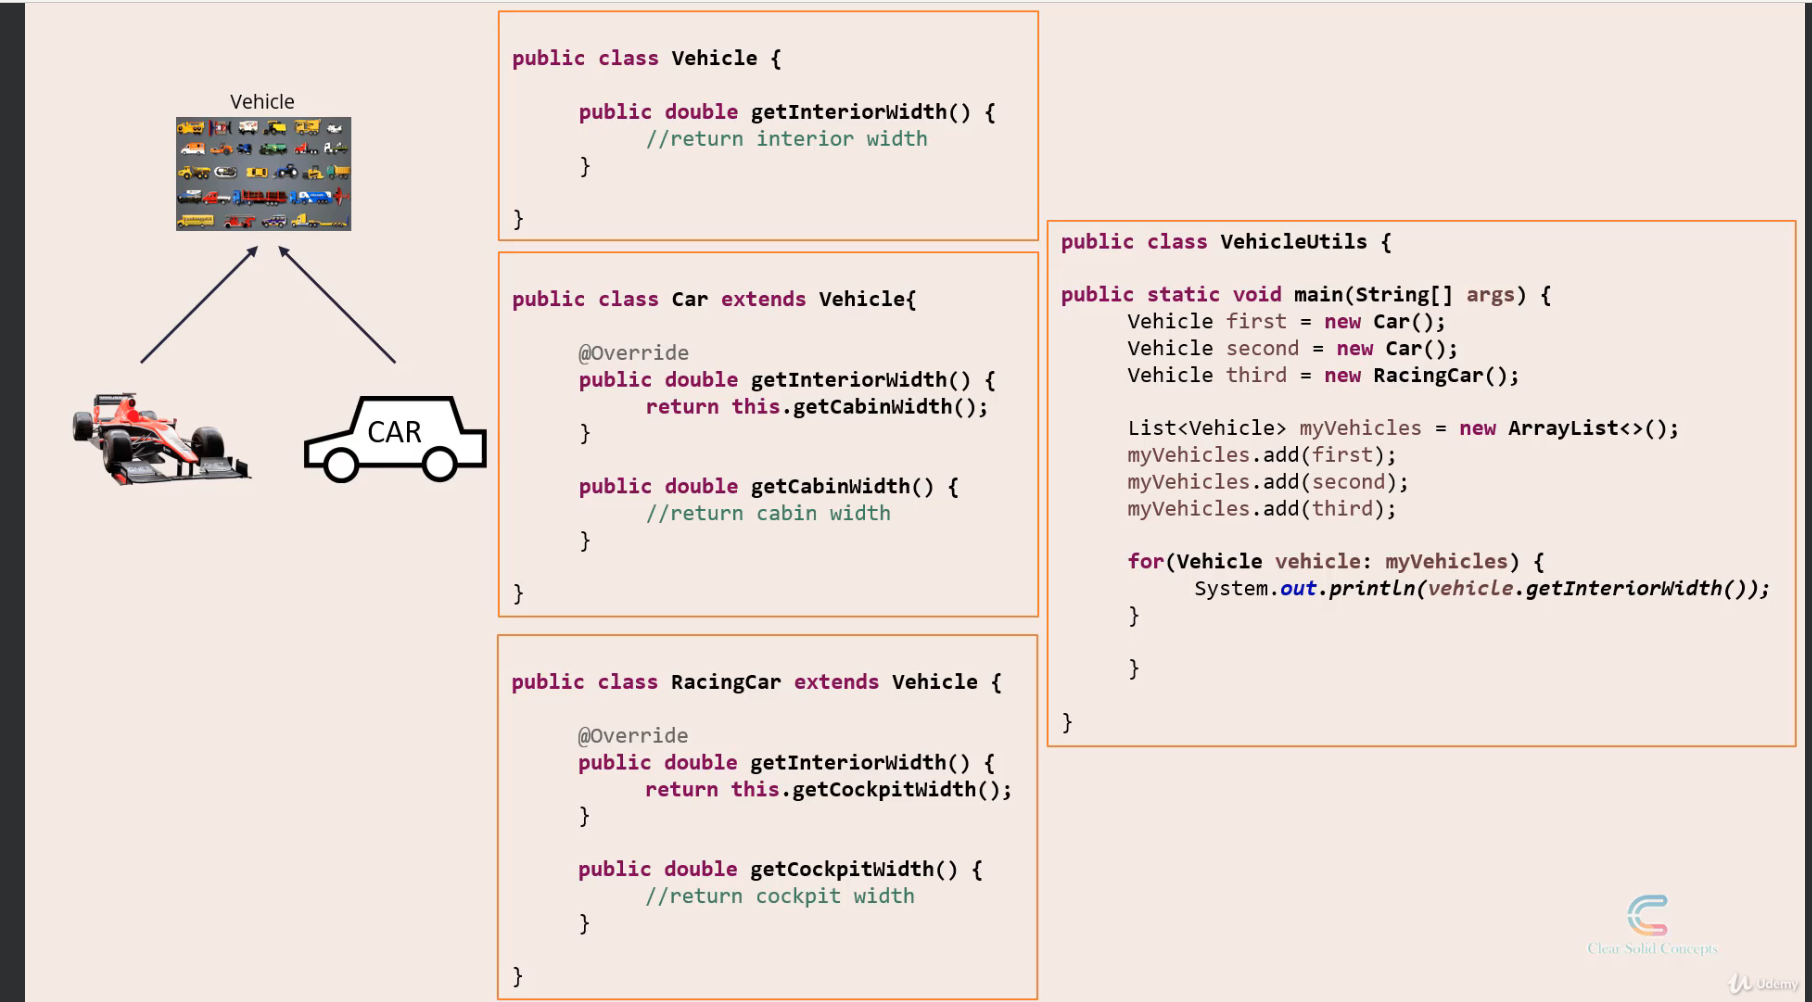 Vehicle
CAR
public class Vehicle {
public double getInteriorWidth() {
//return interior width
}
}
public class Car extends Vehicle{
@Override
public double getInteriorWidth() {
return this.getCabinWidth();
}
public double getCabinWidth() {
//return cabin width
}
}
public class RacingCar extends Vehicle {
@Override
public double getInteriorWidth() {
return this.getCockpitWidth();
}
public double getCockpitWidth() {
//return cockpit width
}
}
public class VehicleUtils {
public static void main(String[] args) {
Vehicle first = new Car();
Vehicle second = new Car();
Vehicle third = new RacingCar();
List<Vehicle> myVehicles = new ArrayList<>();
myVehicles.add(first);
myVehicles.add(second);
myVehicles.add(third);
for(Vehicle vehicle: myVehicles) {
System.out.println(vehicle.getInteriorWidth());
}
}
}
Clear Solid Concepts
Udemy